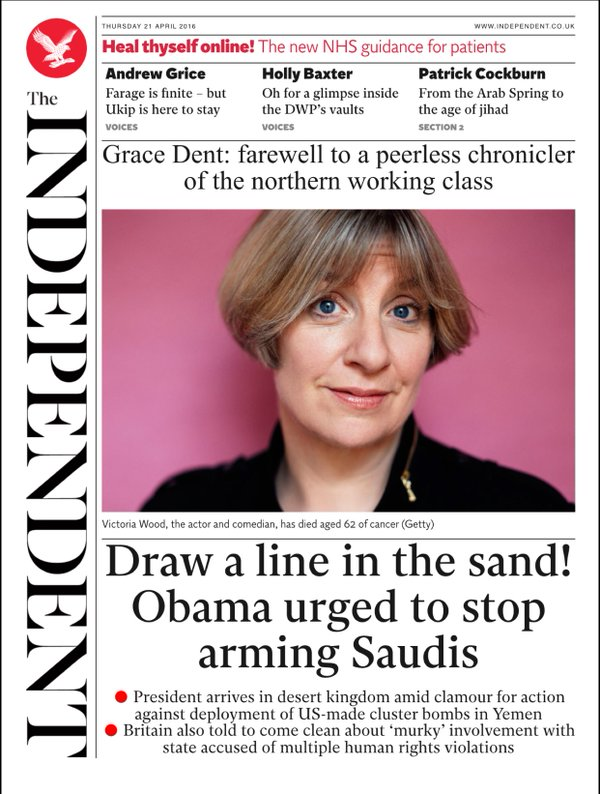 THURSDAY 21 APRIL 2016
WWW.INDEPENDENT.CO.UK
Heal thyself online! The new NHS guidance for patients
The
INDEPENDENT
Andrew Grice
Farage is finite – but
Ukip is here to stay
VOICES
Holly Baxter
Oh for a glimpse inside
the DWP’s vaults
VOICES
Patrick Cockburn
From the Arab Spring to
the age of jihad
SECTION 2
Grace Dent: farewell to a peerless chronicler
of the northern working class
Victoria Wood, the actor and comedian, has died aged 62 of cancer (Getty)
Draw a line in the sand!
Obama urged to stop
arming Saudis
● President arrives in desert kingdom amid clamour for action
against deployment of US-made cluster bombs in Yemen
● Britain also told to come clean about ‘murky’ involvement with
state accused of multiple human rights violations